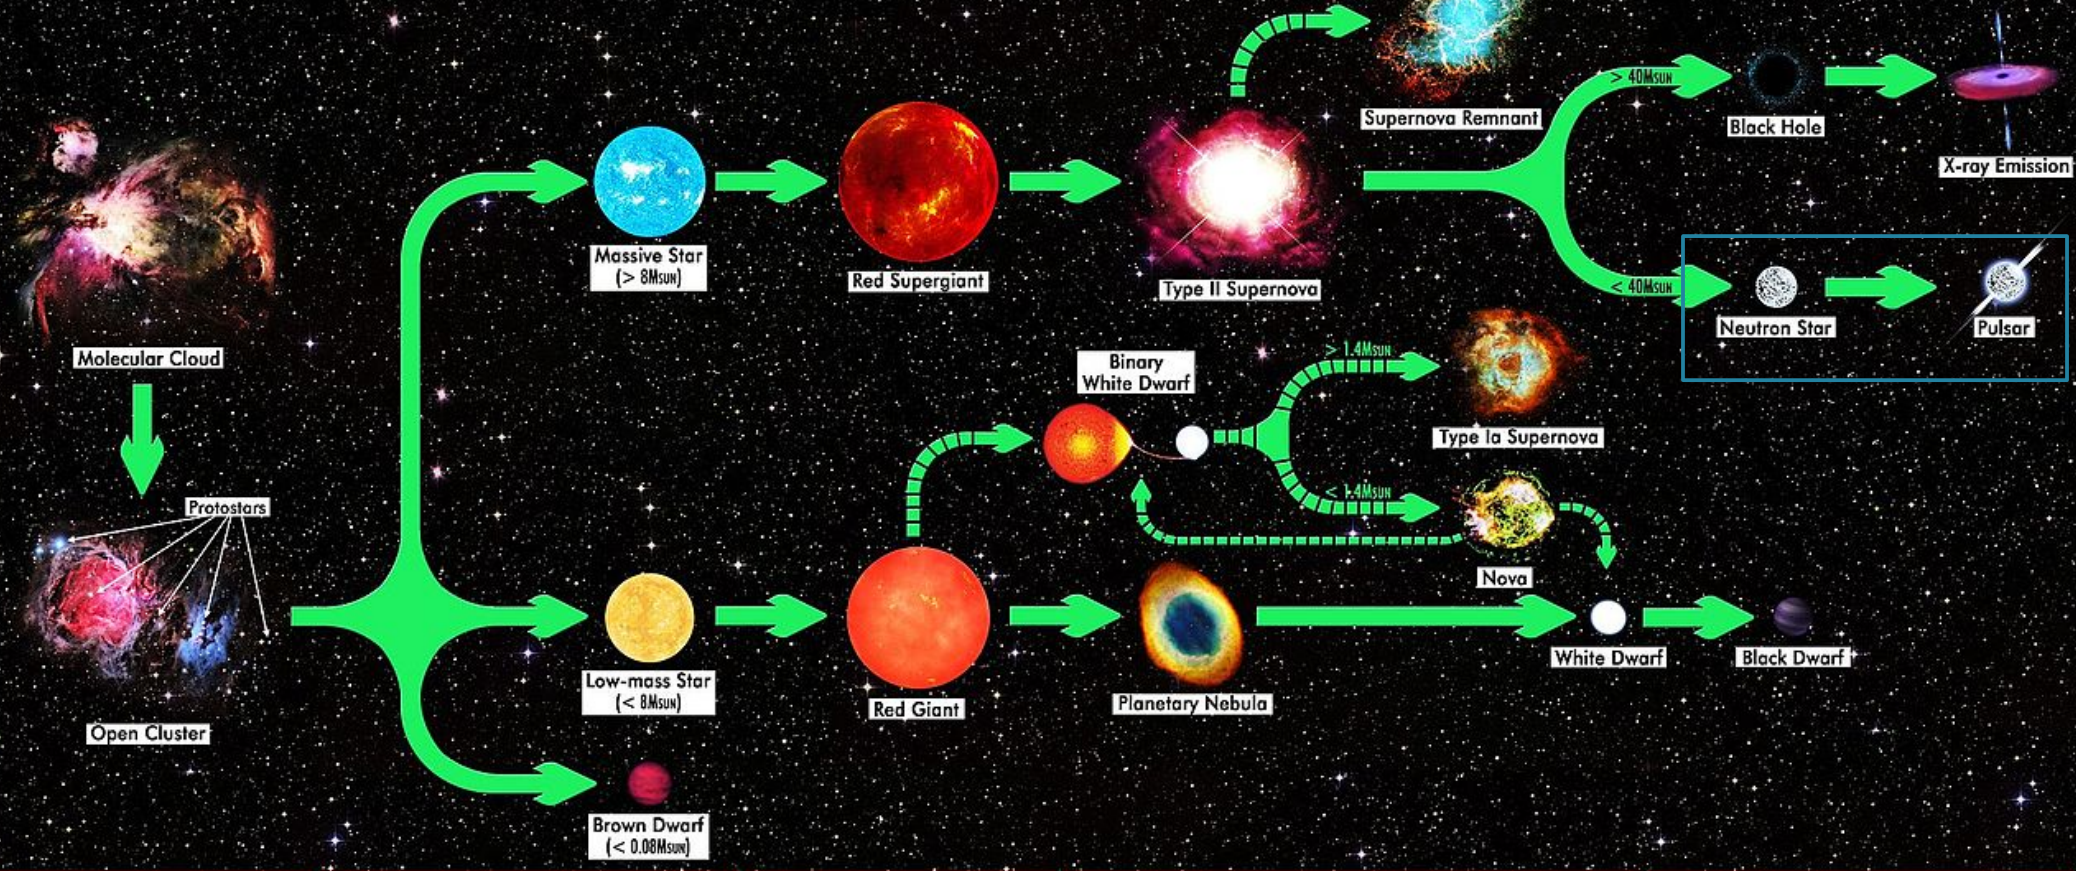 Supernova Remnant
> 40MSUN
Black Hole
X-ray Emission
Massive Star
(> 8MSUN)
Red Supergiant
Type II Supernova
< 40MSUN
Neutron Star
Pulsar
Molecular Cloud
Binary
White Dwarf
> 1.4MSUN
Type Ia Supernova
Protostars
< 1.4MSUN
Nova
White Dwarf
Black Dwarf
Low-mass Star
(< 8MSUN)
Red Giant
Planetary Nebula
Open Cluster
Brown Dwarf
(< 0.08MSUN)